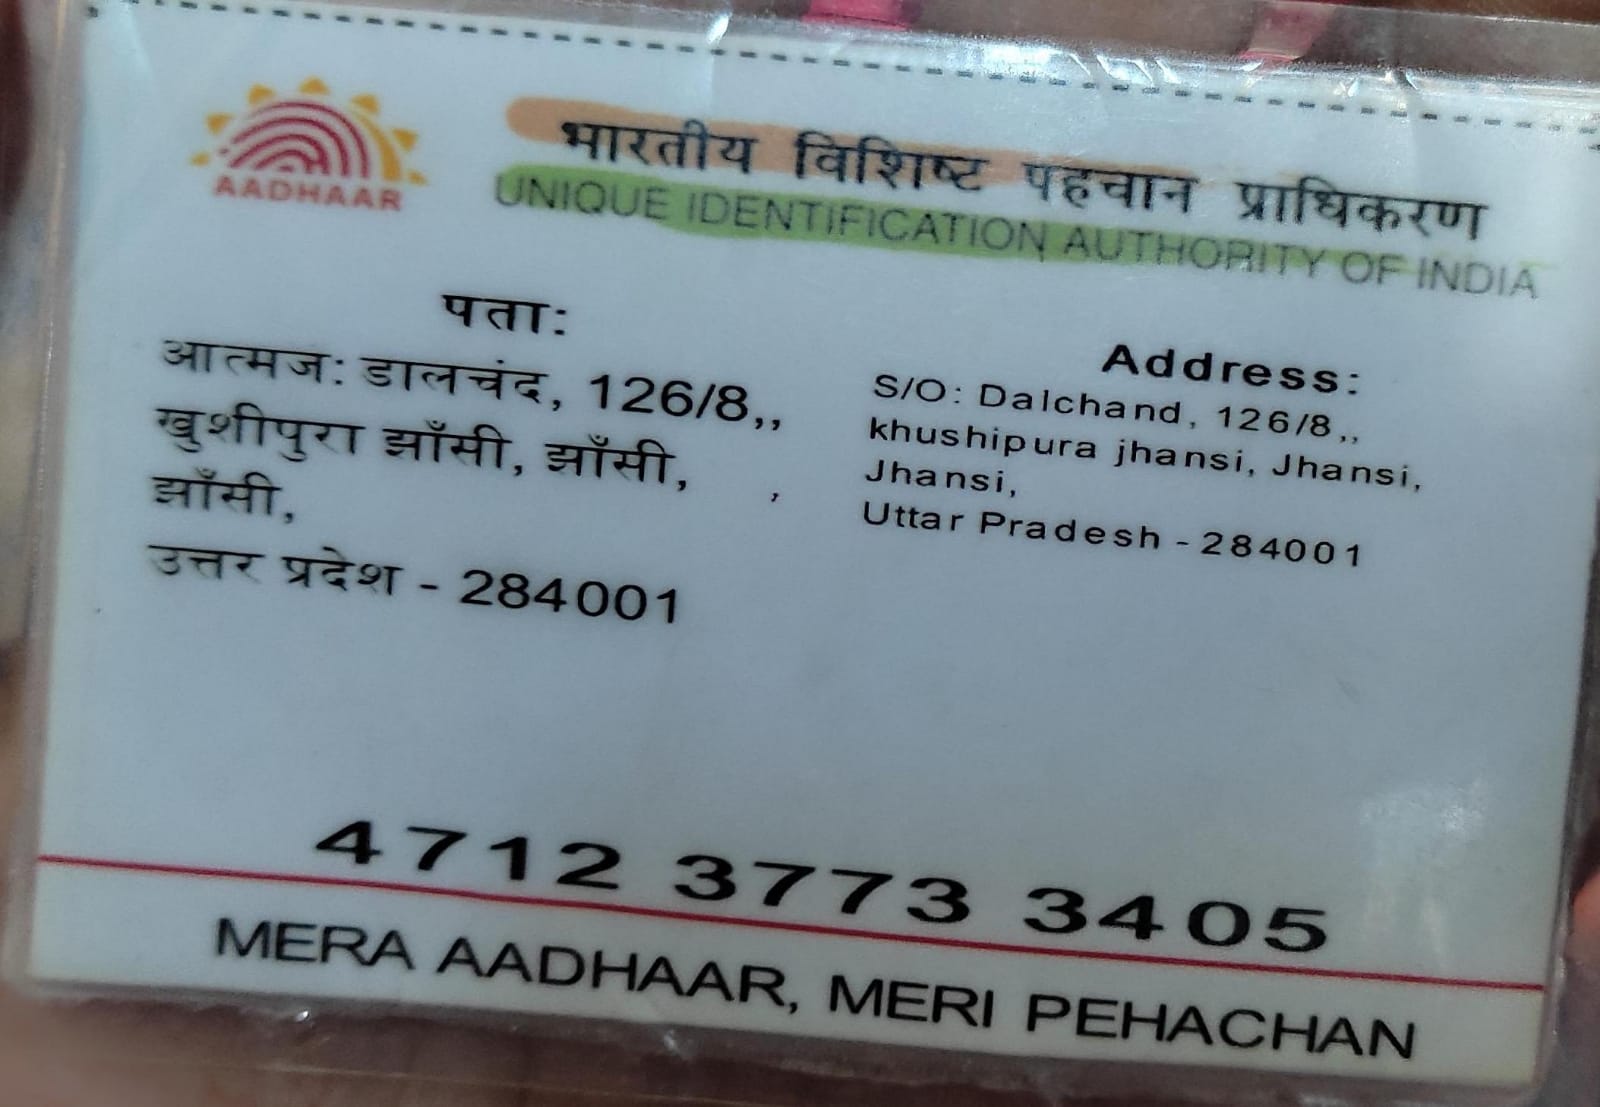 AADHAAR
भारतीय विशिष्ट पहचान प्राधिकरण
UNIQUE IDENTIFICATION AUTHORITY OF INDIA
पता:
आत्मज: डालचंद, 126/8,,
खुशीपुरा झाँसी, झाँसी, ,
झाँसी,
उत्तर प्रदेश - 284001
Address:
S/O: Dalchand, 126/8,,
khushipura jhansi, Jhansi,
Jhansi,
Uttar Pradesh - 284001
4712 3773 3405
MERA AADHAAR, MERI PEHACHAN